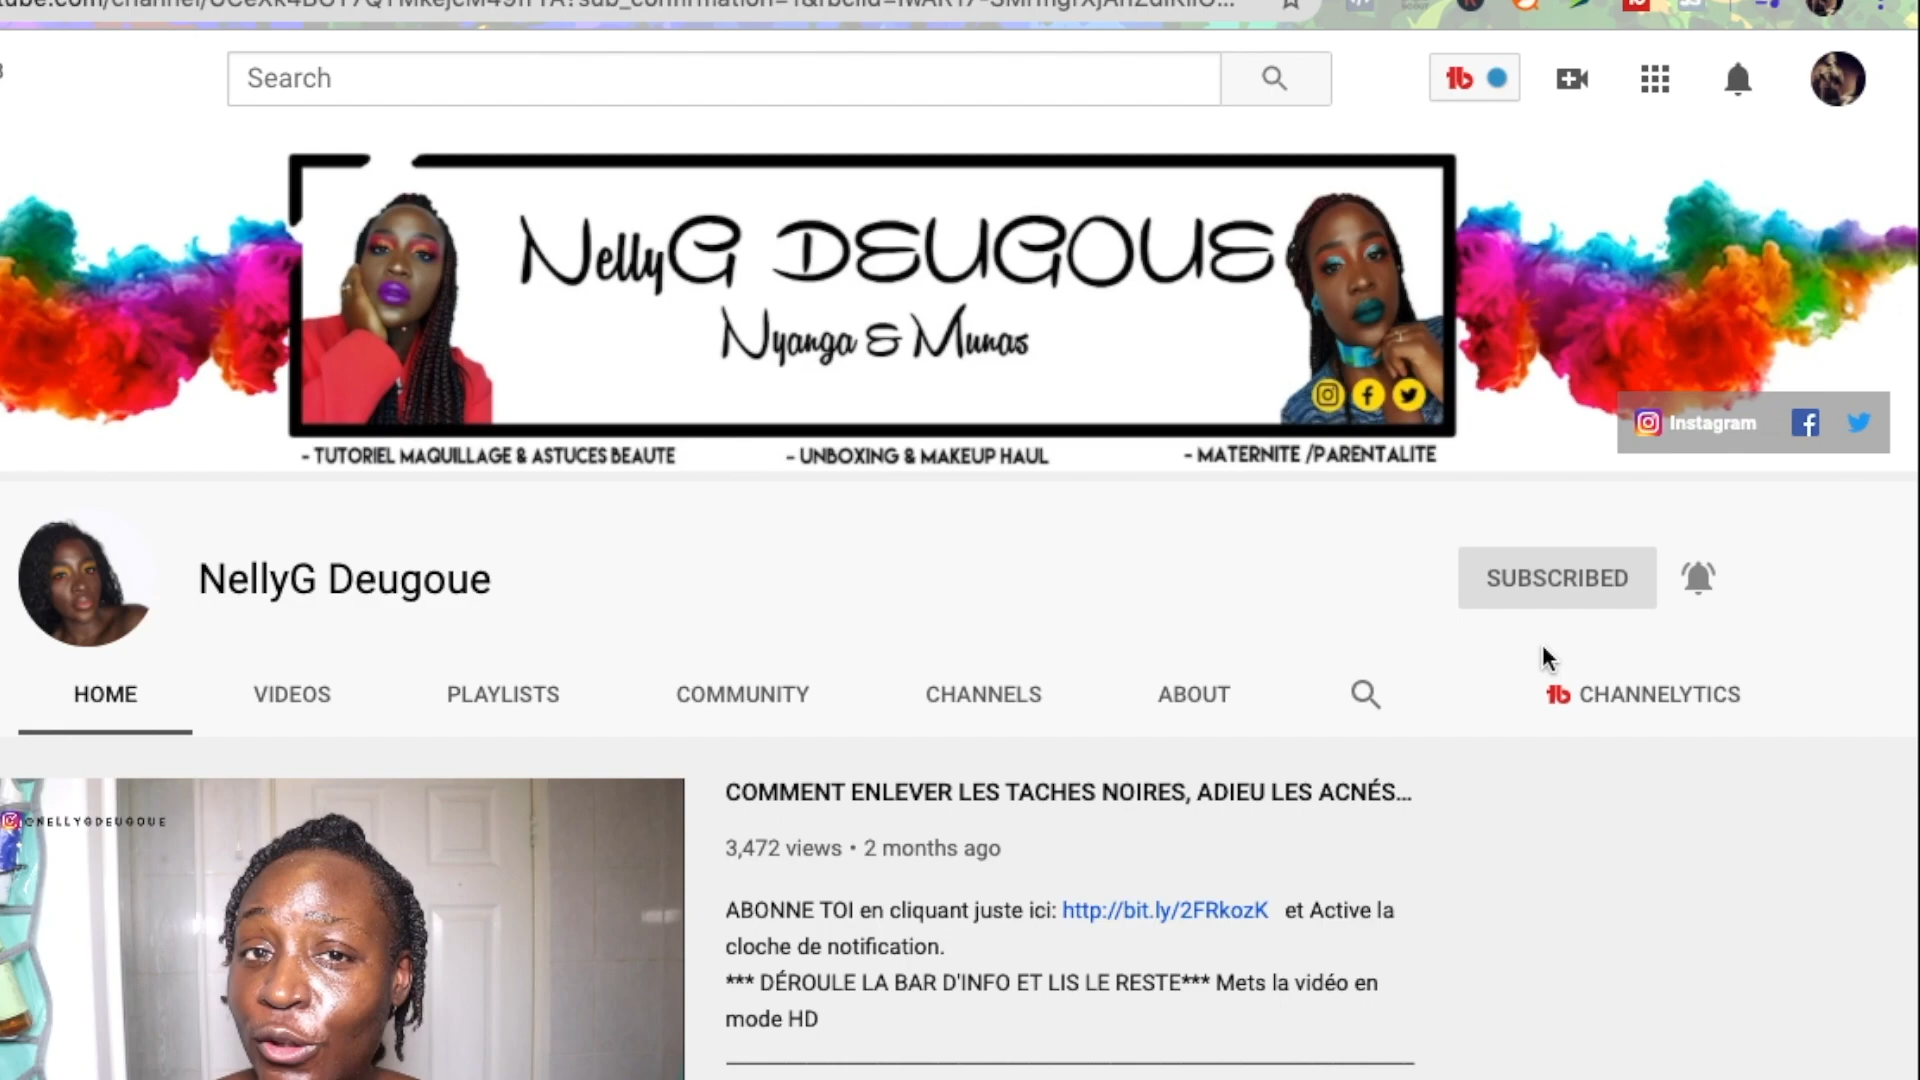 Search
NellyG DEUGOUE
Nyanga & Munas
Instagram
- TUTORIEL MAQUILLAGE & ASTUCES BEAUTE
- UNBOXING & MAKEUP HAUL
- MATERNITE /PARENTALITE
NellyG Deugoue
SUBSCRIBED
HOME
VIDEOS
PLAYLISTS
COMMUNITY
CHANNELS
ABOUT
CHANNELYTICS
@NELLYGDEUGOUE
COMMENT ENLEVER LES TACHES NOIRES, ADIEU LES ACNÉS...
3,472 views • 2 months ago
ABONNE TOI en cliquant juste ici: http://bit.ly/2FRkozK et Active la
cloche de notification.
*** DÉROULE LA BAR D'INFO ET LIS LE RESTE*** Mets la vidéo en
mode HD